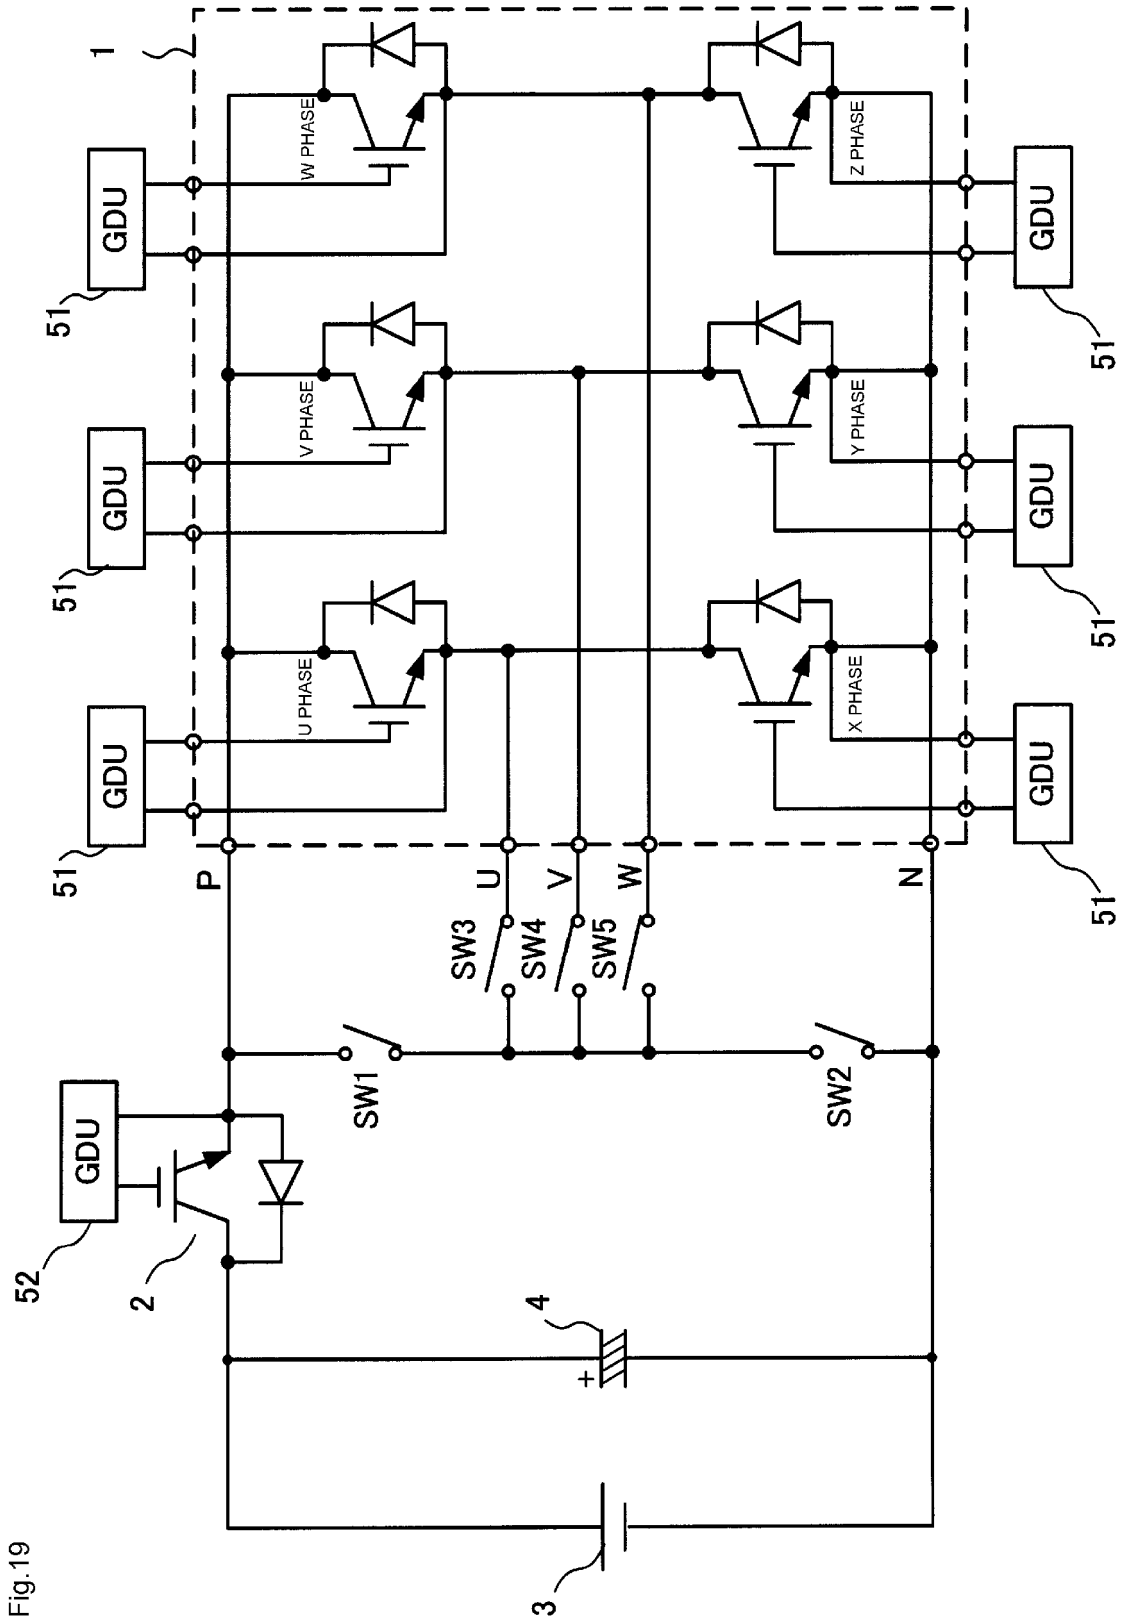 Fig.19
3
4
+
52
GDU
2
SW1
SW2
P
U
V
W
N
SW3
SW4
SW5
1
51
GDU
51
GDU
51
GDU
U PHASE
V PHASE
W PHASE
X PHASE
Y PHASE
Z PHASE
GDU
51
GDU
51
GDU
51